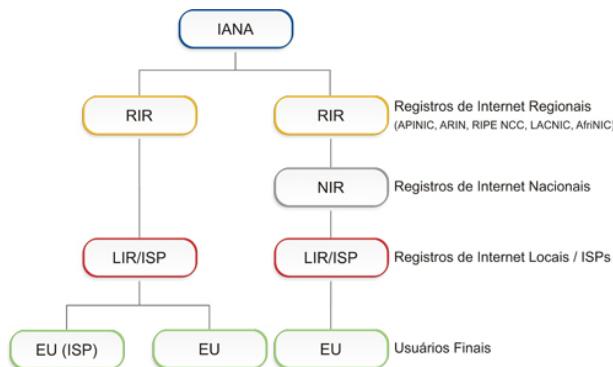 IANA
RIR
RIR
Registros de Internet Regionais
(APINIC, ARIN, RIPE NCC, LACNIC, AfriNIC)
NIR
Registros de Internet Nacionais
LIR/ISP
LIR/ISP
Registros de Internet Locais / ISPs
EU (ISP)
EU
EU
Usuários Finais